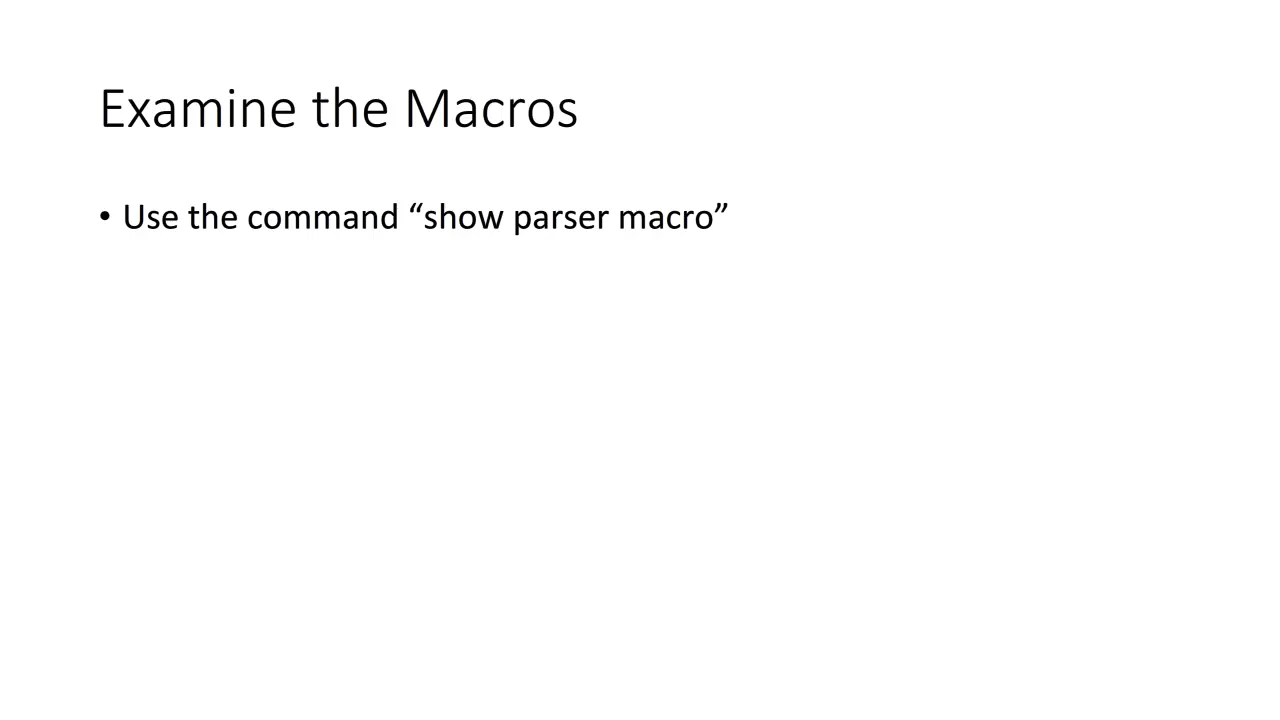 Examine the Macros
• Use the command “show parser macro”